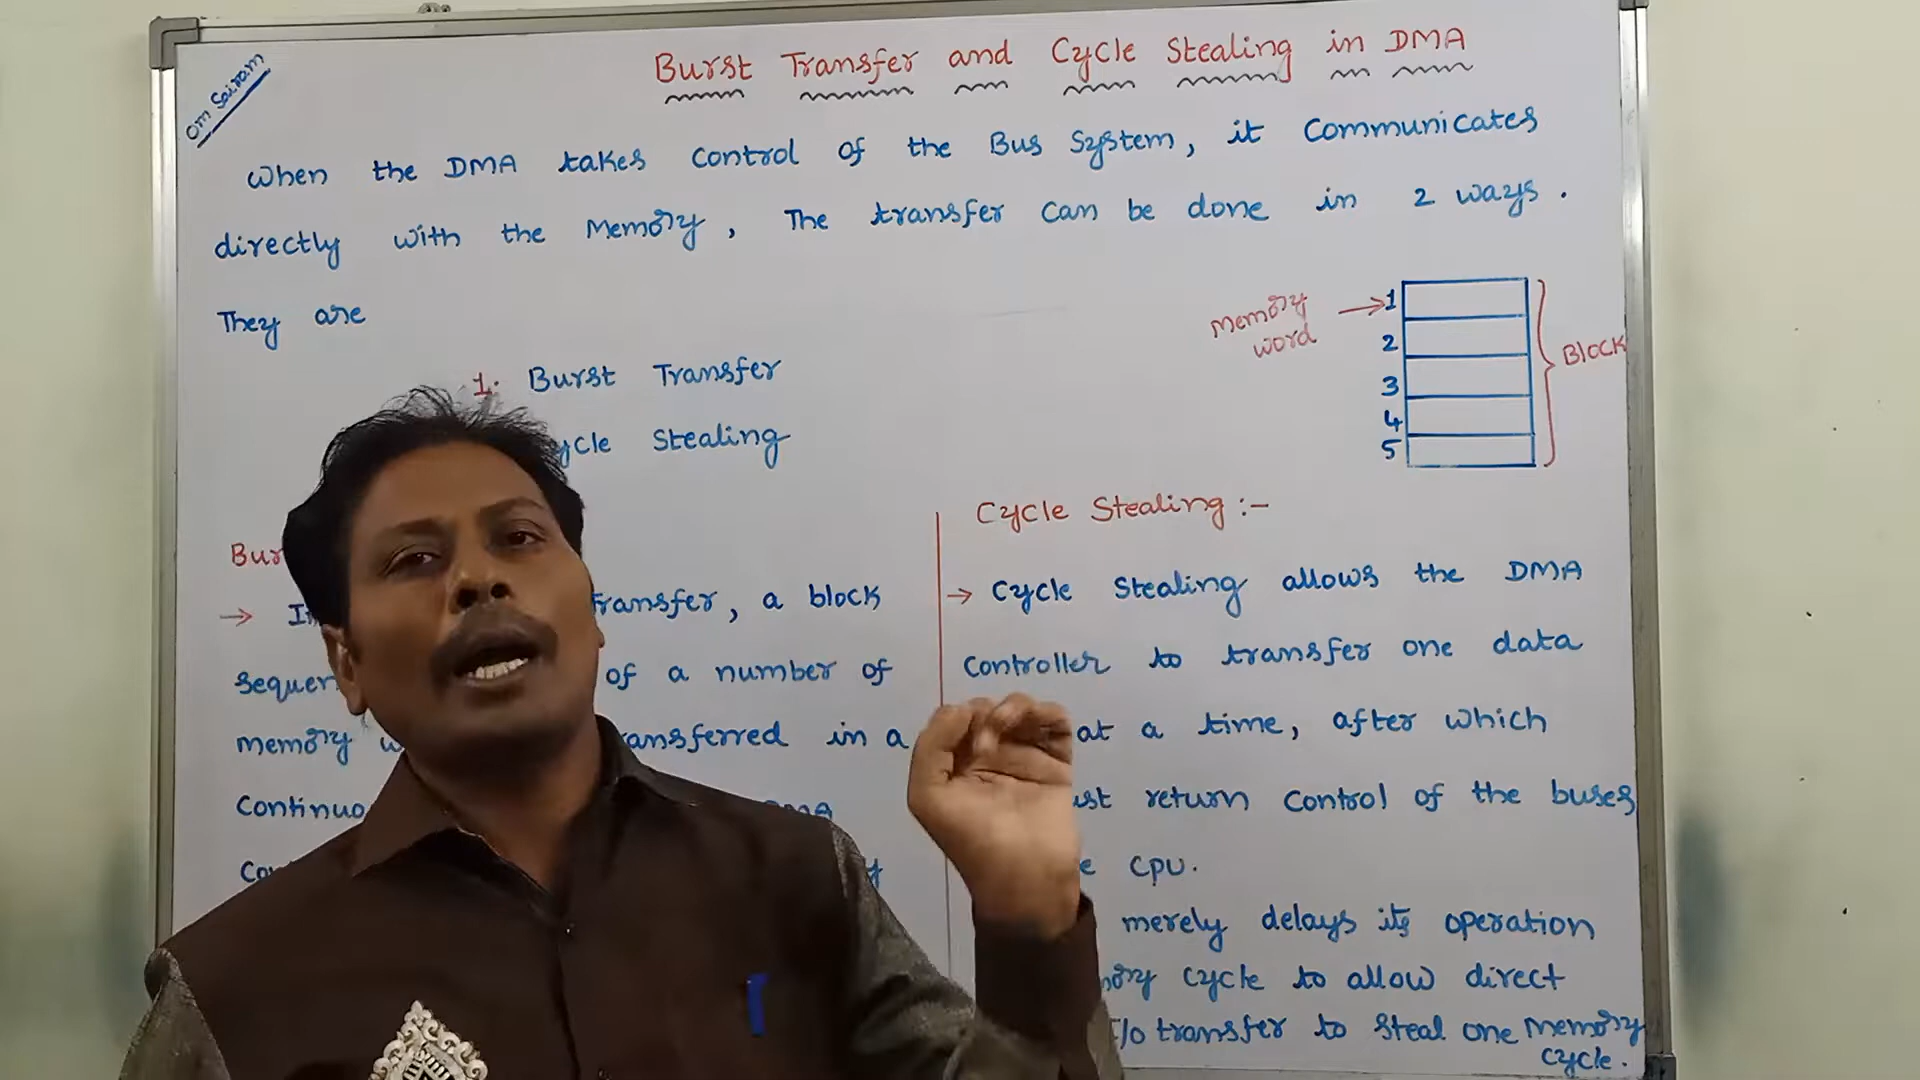 Om Sairam
Burst Transfer and Cycle Stealing in DMA
When the DMA takes control of the Bus System, it communicates
directly with the Memory, The transfer can be done in 2 ways.
They are
1. Burst Transfer
Stealing
Memory
word
1
2
3
4
5
Block
Cycle Stealing :-
→ transfer, a block
of a number of
memory transferred in a
→ Cycle Stealing allows the DMA
controller to transfer one data
at a time, after which
return control of the buses
CPU.
merely delays its operation
cycle to allow direct
I/o transfer to steal one memory
cycle.